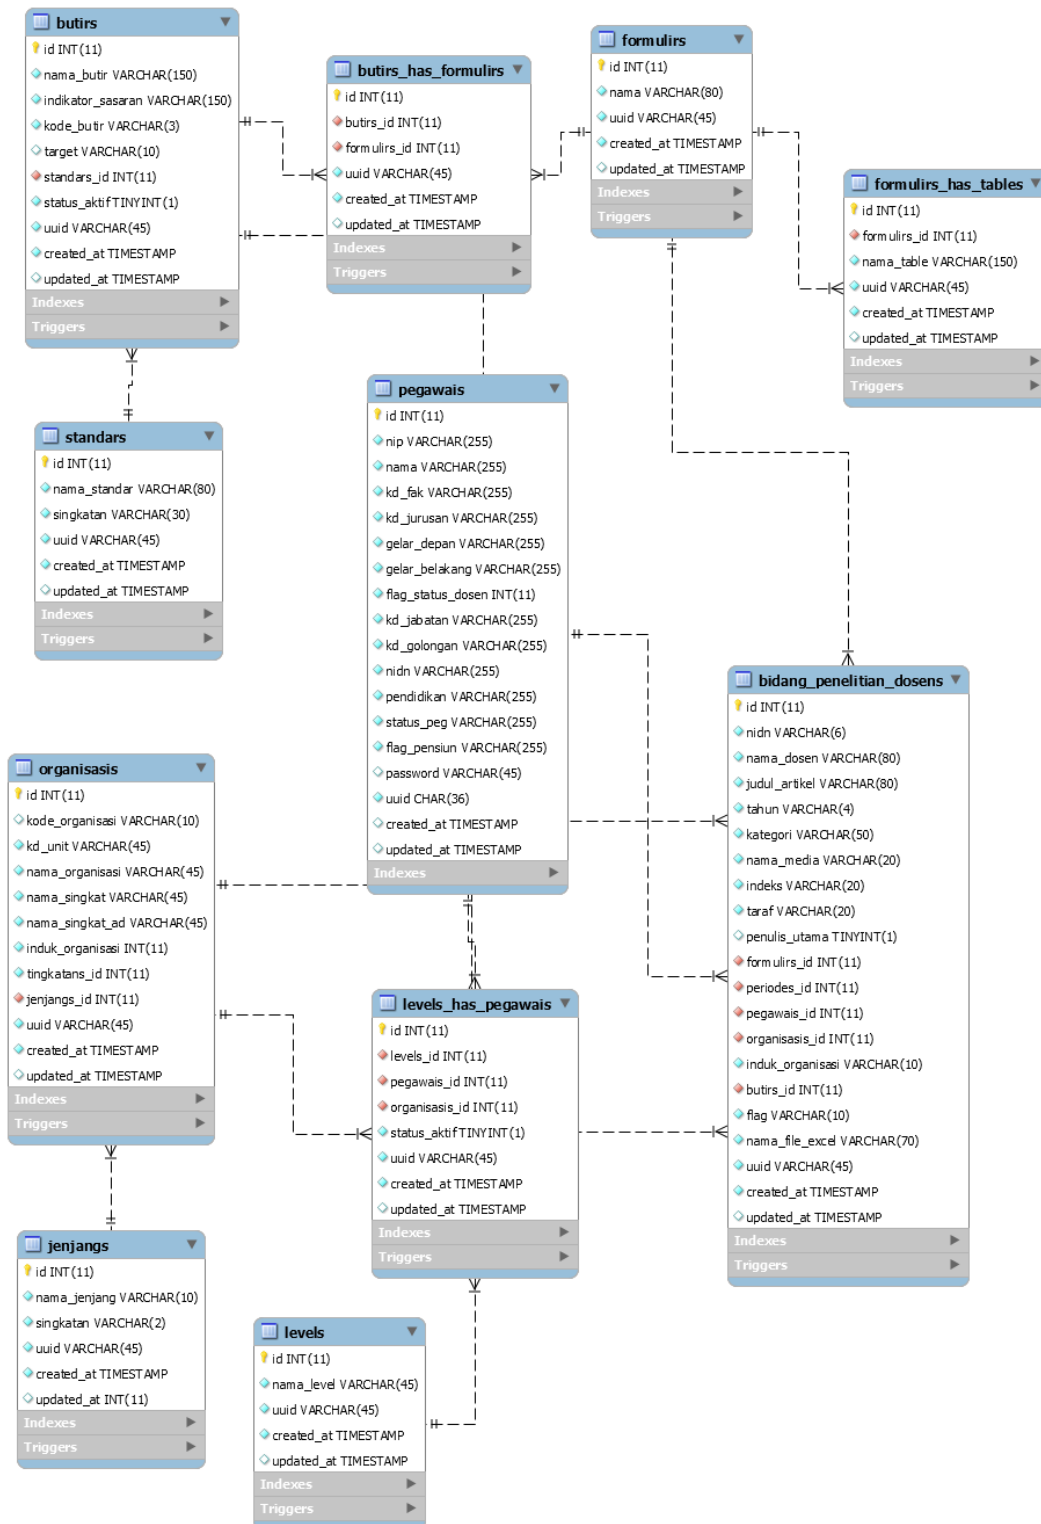 butirs
id INT(11)
nama_butir VARCHAR(150)
indikator_sasaran VARCHAR(150)
kode_butir VARCHAR(3)
target VARCHAR(10)
standars_id INT(11)
status_aktif TINYINT(1)
uuid VARCHAR(45)
created_at TIMESTAMP
updated_at TIMESTAMP
Indexes
Triggers
butirs_has_formulirs
id INT(11)
butirs_id INT(11)
formulirs_id INT(11)
uuid VARCHAR(45)
created_at TIMESTAMP
updated_at TIMESTAMP
Indexes
Triggers
formulirs
id INT(11)
nama VARCHAR(80)
uuid VARCHAR(45)
created_at TIMESTAMP
updated_at TIMESTAMP
Indexes
Triggers
formulirs_has_tables
id INT(11)
formulirs_id INT(11)
nama_table VARCHAR(150)
uuid VARCHAR(45)
created_at TIMESTAMP
updated_at TIMESTAMP
Indexes
Triggers
standars
id INT(11)
nama_standar VARCHAR(80)
singkatan VARCHAR(30)
uuid VARCHAR(45)
created_at TIMESTAMP
updated_at TIMESTAMP
Indexes
Triggers
pegawais
id INT(11)
nip VARCHAR(255)
nama VARCHAR(255)
kd_fak VARCHAR(255)
kd_jurusan VARCHAR(255)
gelar_depan VARCHAR(255)
gelar_belakang VARCHAR(255)
flag_status_dosen INT(11)
kd_jabatan VARCHAR(255)
kd_golongan VARCHAR(255)
nidn VARCHAR(255)
pendidikan VARCHAR(255)
status_peg VARCHAR(255)
flag_pensiun VARCHAR(255)
password VARCHAR(45)
uuid CHAR(36)
created_at TIMESTAMP
updated_at TIMESTAMP
Indexes
bidang_penelitian_dosens
id INT(11)
nidn VARCHAR(6)
nama_dosen VARCHAR(80)
judul_artikel VARCHAR(80)
tahun VARCHAR(4)
kategori VARCHAR(50)
nama_media VARCHAR(20)
indeks VARCHAR(20)
taraf VARCHAR(20)
penulis_utama TINYINT(1)
formulirs_id INT(11)
periodes_id INT(11)
pegawais_id INT(11)
organisasis_id INT(11)
induk_organisasi VARCHAR(10)
butirs_id INT(11)
flag VARCHAR(10)
nama_file_excel VARCHAR(70)
uuid VARCHAR(45)
created_at TIMESTAMP
updated_at TIMESTAMP
Indexes
Triggers
organisasis
id INT(11)
kode_organisasi VARCHAR(10)
kd_unit VARCHAR(45)
nama_organisasi VARCHAR(45)
nama_singkat VARCHAR(45)
nama_singkat_ad VARCHAR(45)
induk_organisasi INT(11)
tingkatans_id INT(11)
jenjangs_id INT(11)
uuid VARCHAR(45)
created_at TIMESTAMP
updated_at TIMESTAMP
Indexes
Triggers
levels_has_pegawais
id INT(11)
levels_id INT(11)
pegawais_id INT(11)
organisasis_id INT(11)
status_aktif TINYINT(1)
uuid VARCHAR(45)
created_at TIMESTAMP
updated_at TIMESTAMP
Indexes
Triggers
jenjangs
id INT(11)
nama_jenjang VARCHAR(10)
singkatan VARCHAR(2)
uuid VARCHAR(45)
created_at TIMESTAMP
updated_at INT(11)
Indexes
Triggers
levels
id INT(11)
nama_level VARCHAR(45)
uuid VARCHAR(45)
created_at TIMESTAMP
updated_at TIMESTAMP
Indexes
Triggers